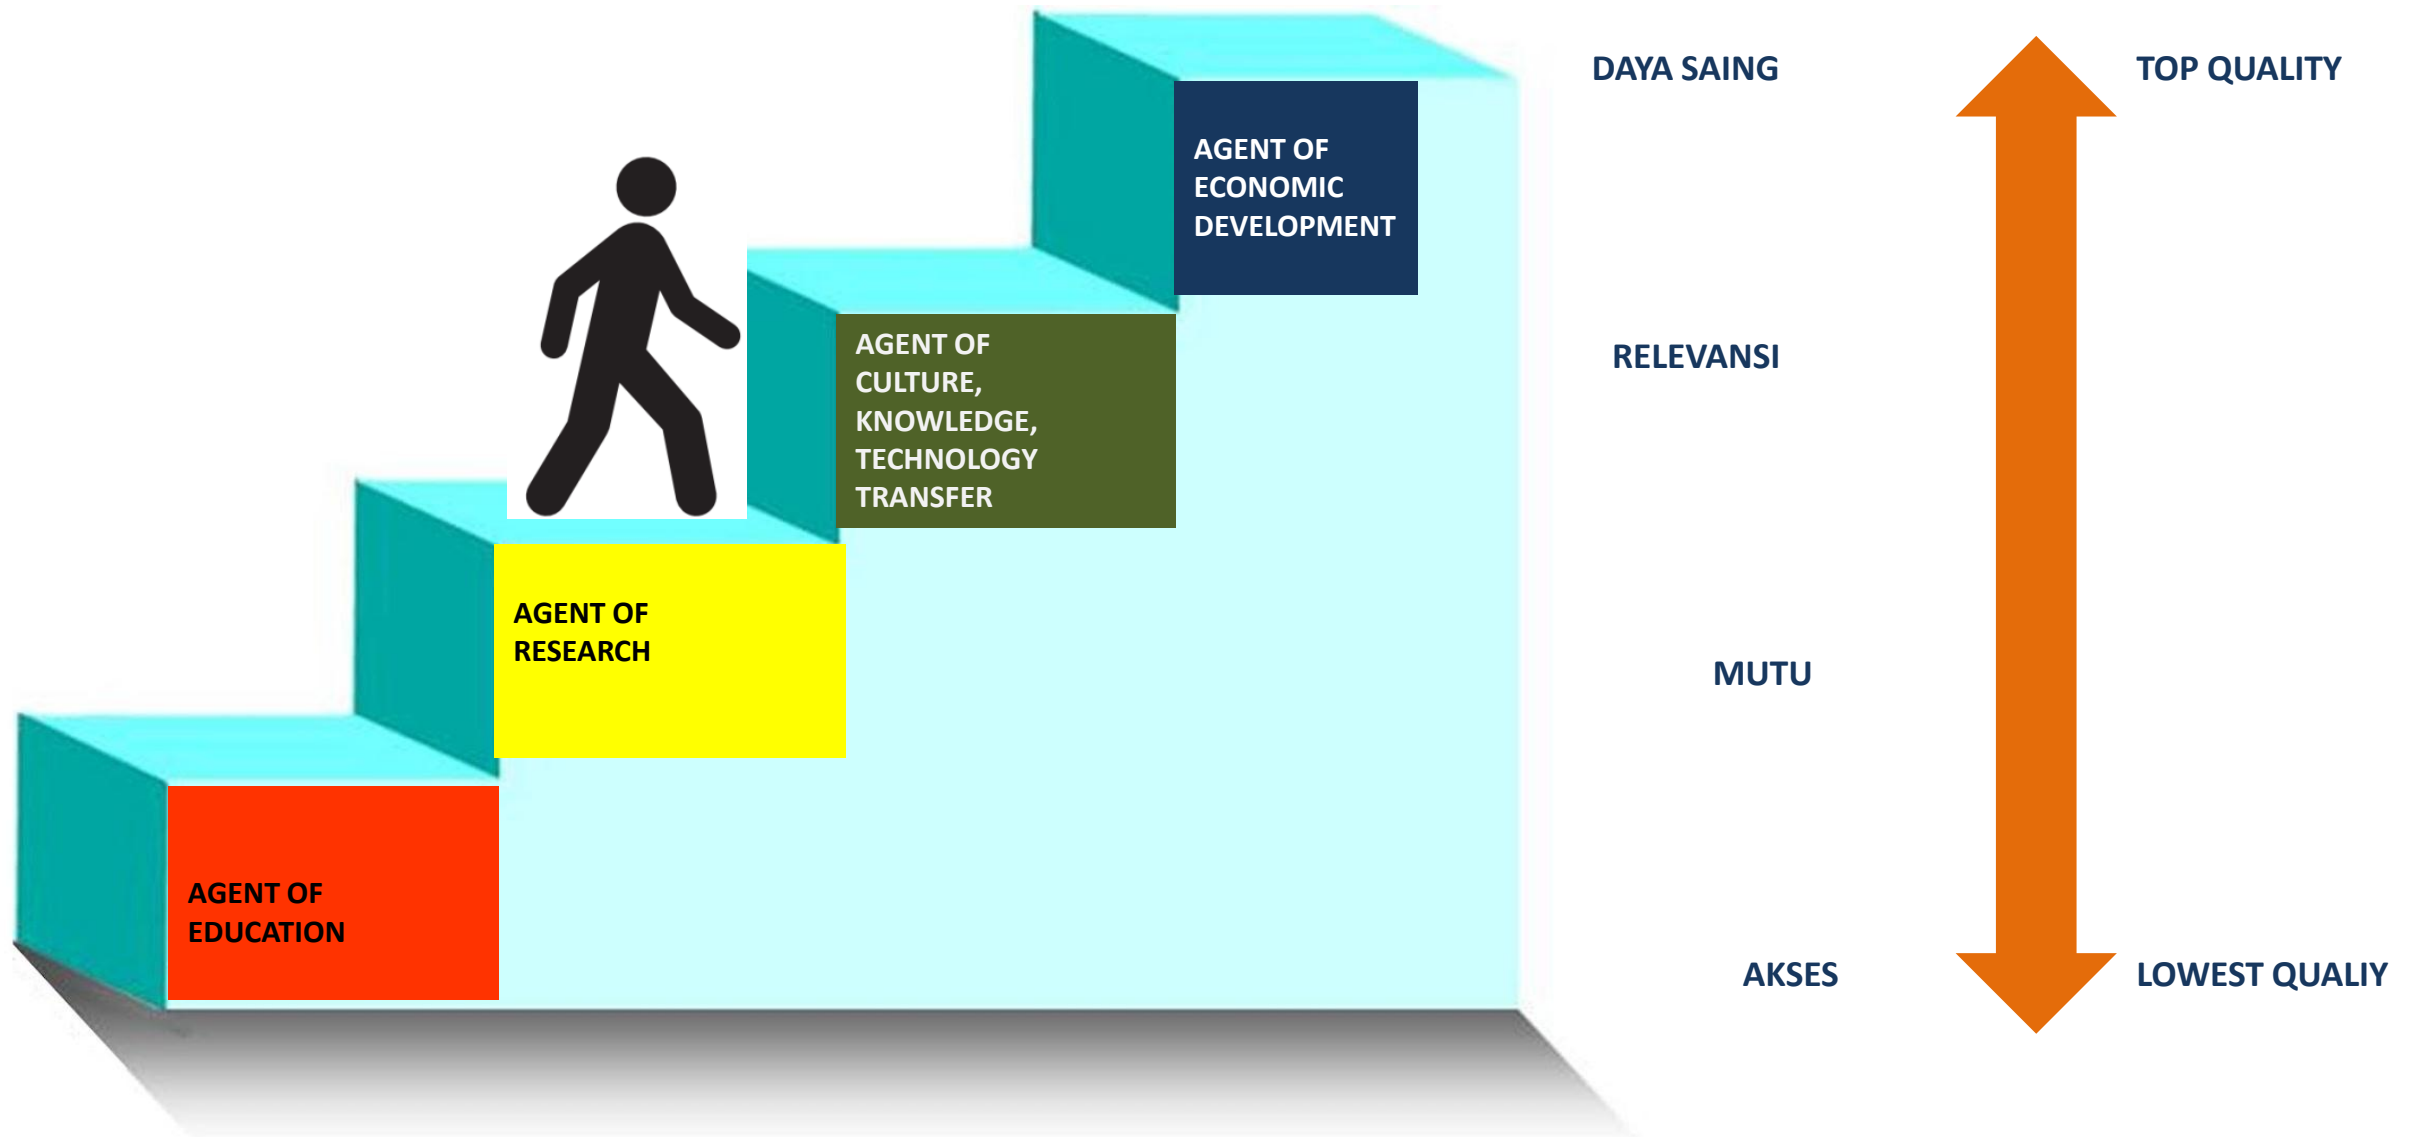 DAYA SAING
TOP QUALITY
AGENT OF
ECONOMIC
DEVELOPMENT
AGENT OF
CULTURE,
KNOWLEDGE,
TECHNOLOGY
TRANSFER
RELEVANSI
AGENT OF
RESEARCH
MUTU
AGENT OF
EDUCATION
AKSES
LOWEST QUALIY